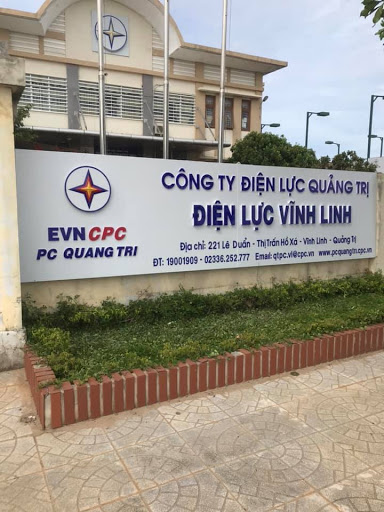 CÔNG TY ĐIỆN LỰC QUẢNG TRỊ
ĐIỆN LỰC VĨNH LINH
EVNCPC
PC QUANG TRI
Địa chỉ: 221 Lê Duẩn - Thị Trấn Hồ Xá - Vĩnh Linh - Quảng Trị
ĐT: 19001909 - 02336.252.777 Email: qtpc.vl@cpc.vn www.pcquangtri.cpc.vn